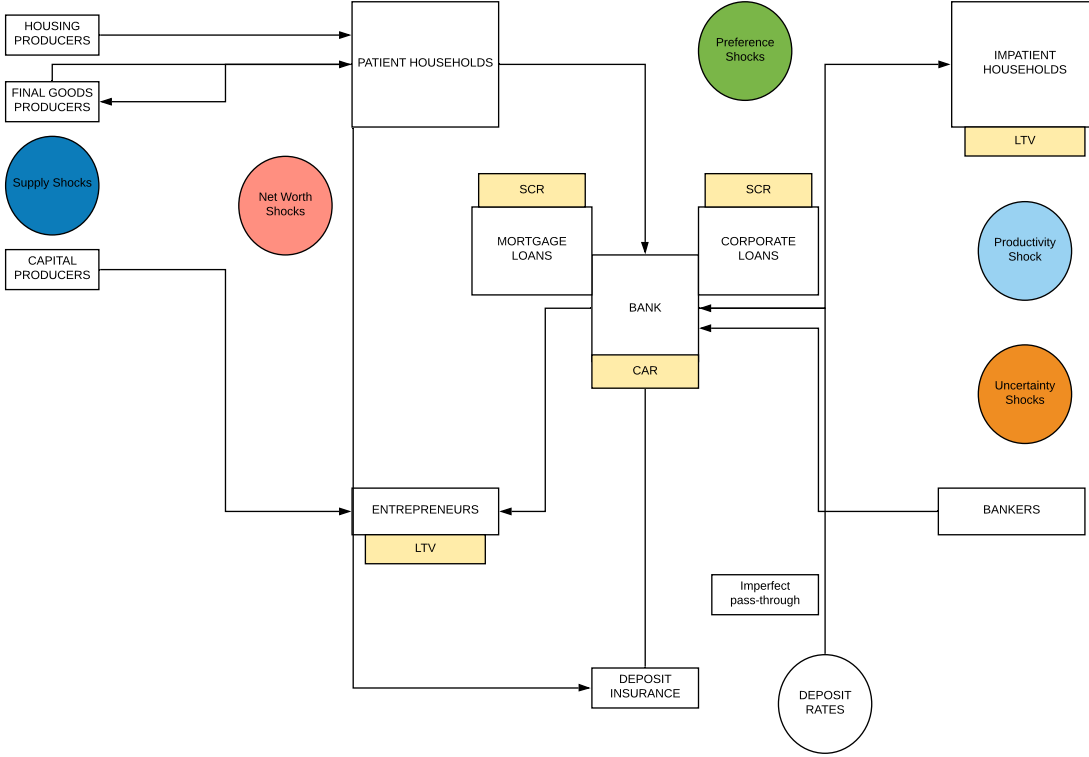 HOUSING
PRODUCERS
PATIENT HOUSEHOLDS
Preference
Shocks
IMPATIENT
HOUSEHOLDS
FINAL GOODS
PRODUCERS
LTV
Supply Shocks
Net Worth
Shocks
SCR
SCR
MORTGAGE
LOANS
CORPORATE
LOANS
Productivity
Shock
CAPITAL
PRODUCERS
BANK
CAR
Uncertainty
Shocks
ENTREPRENEURS
BANKERS
LTV
Imperfect
pass-through
DEPOSIT
INSURANCE
DEPOSIT
RATES